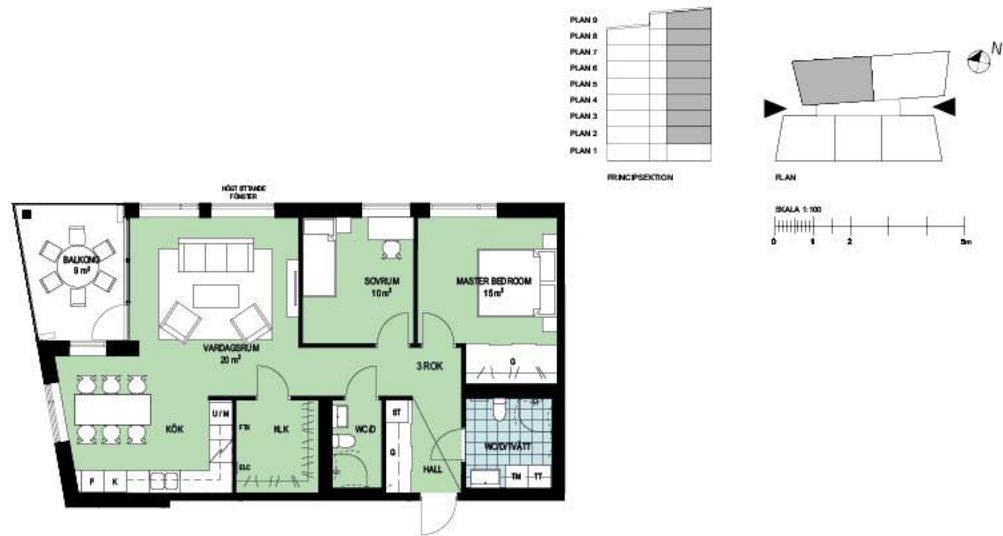 PLAN 9
PLAN 8
PLAN 7
PLAN 6
PLAN 5
PLAN 4
PLAN 3
PLAN 2
PLAN 1
PRINCIPSEKTION
N
PLAN
SKALA 1:100
0 1 2 5m
HÖGT SITTANDE
FÖNSTER
BALKONG
9 m²
SOVRUM
10 m²
MASTER BEDROOM
15 m²
VARDAGSRUM
20 m²
3 ROK
G
U / M
KÖK
FTK
KLK
ELC
WC/D
ST
G
HALL
WC/D/TVÄTT
F K
TM TT